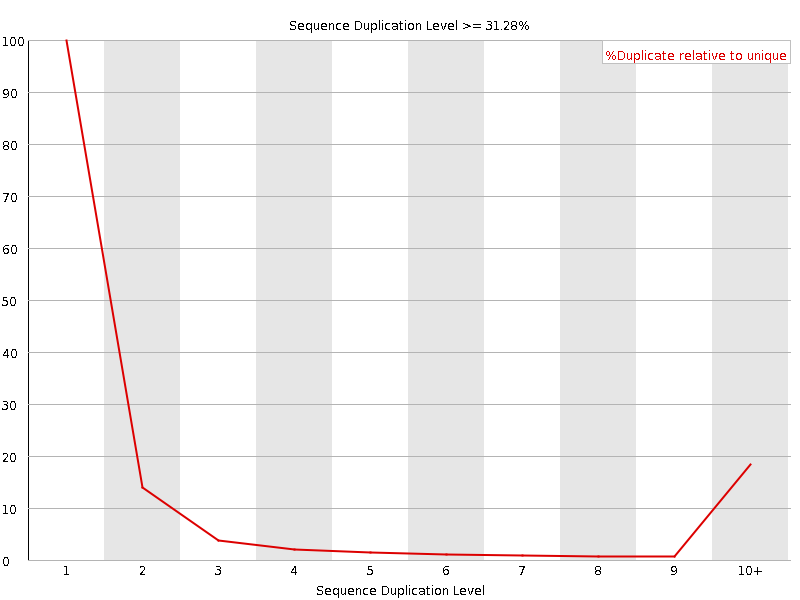 Sequence Duplication Level >= 31.28%
%Duplicate relative to unique
100
90
80
70
60
50
40
30
20
10
0
1 2 3 4 5 6 7 8 9 10+
Sequence Duplication Level